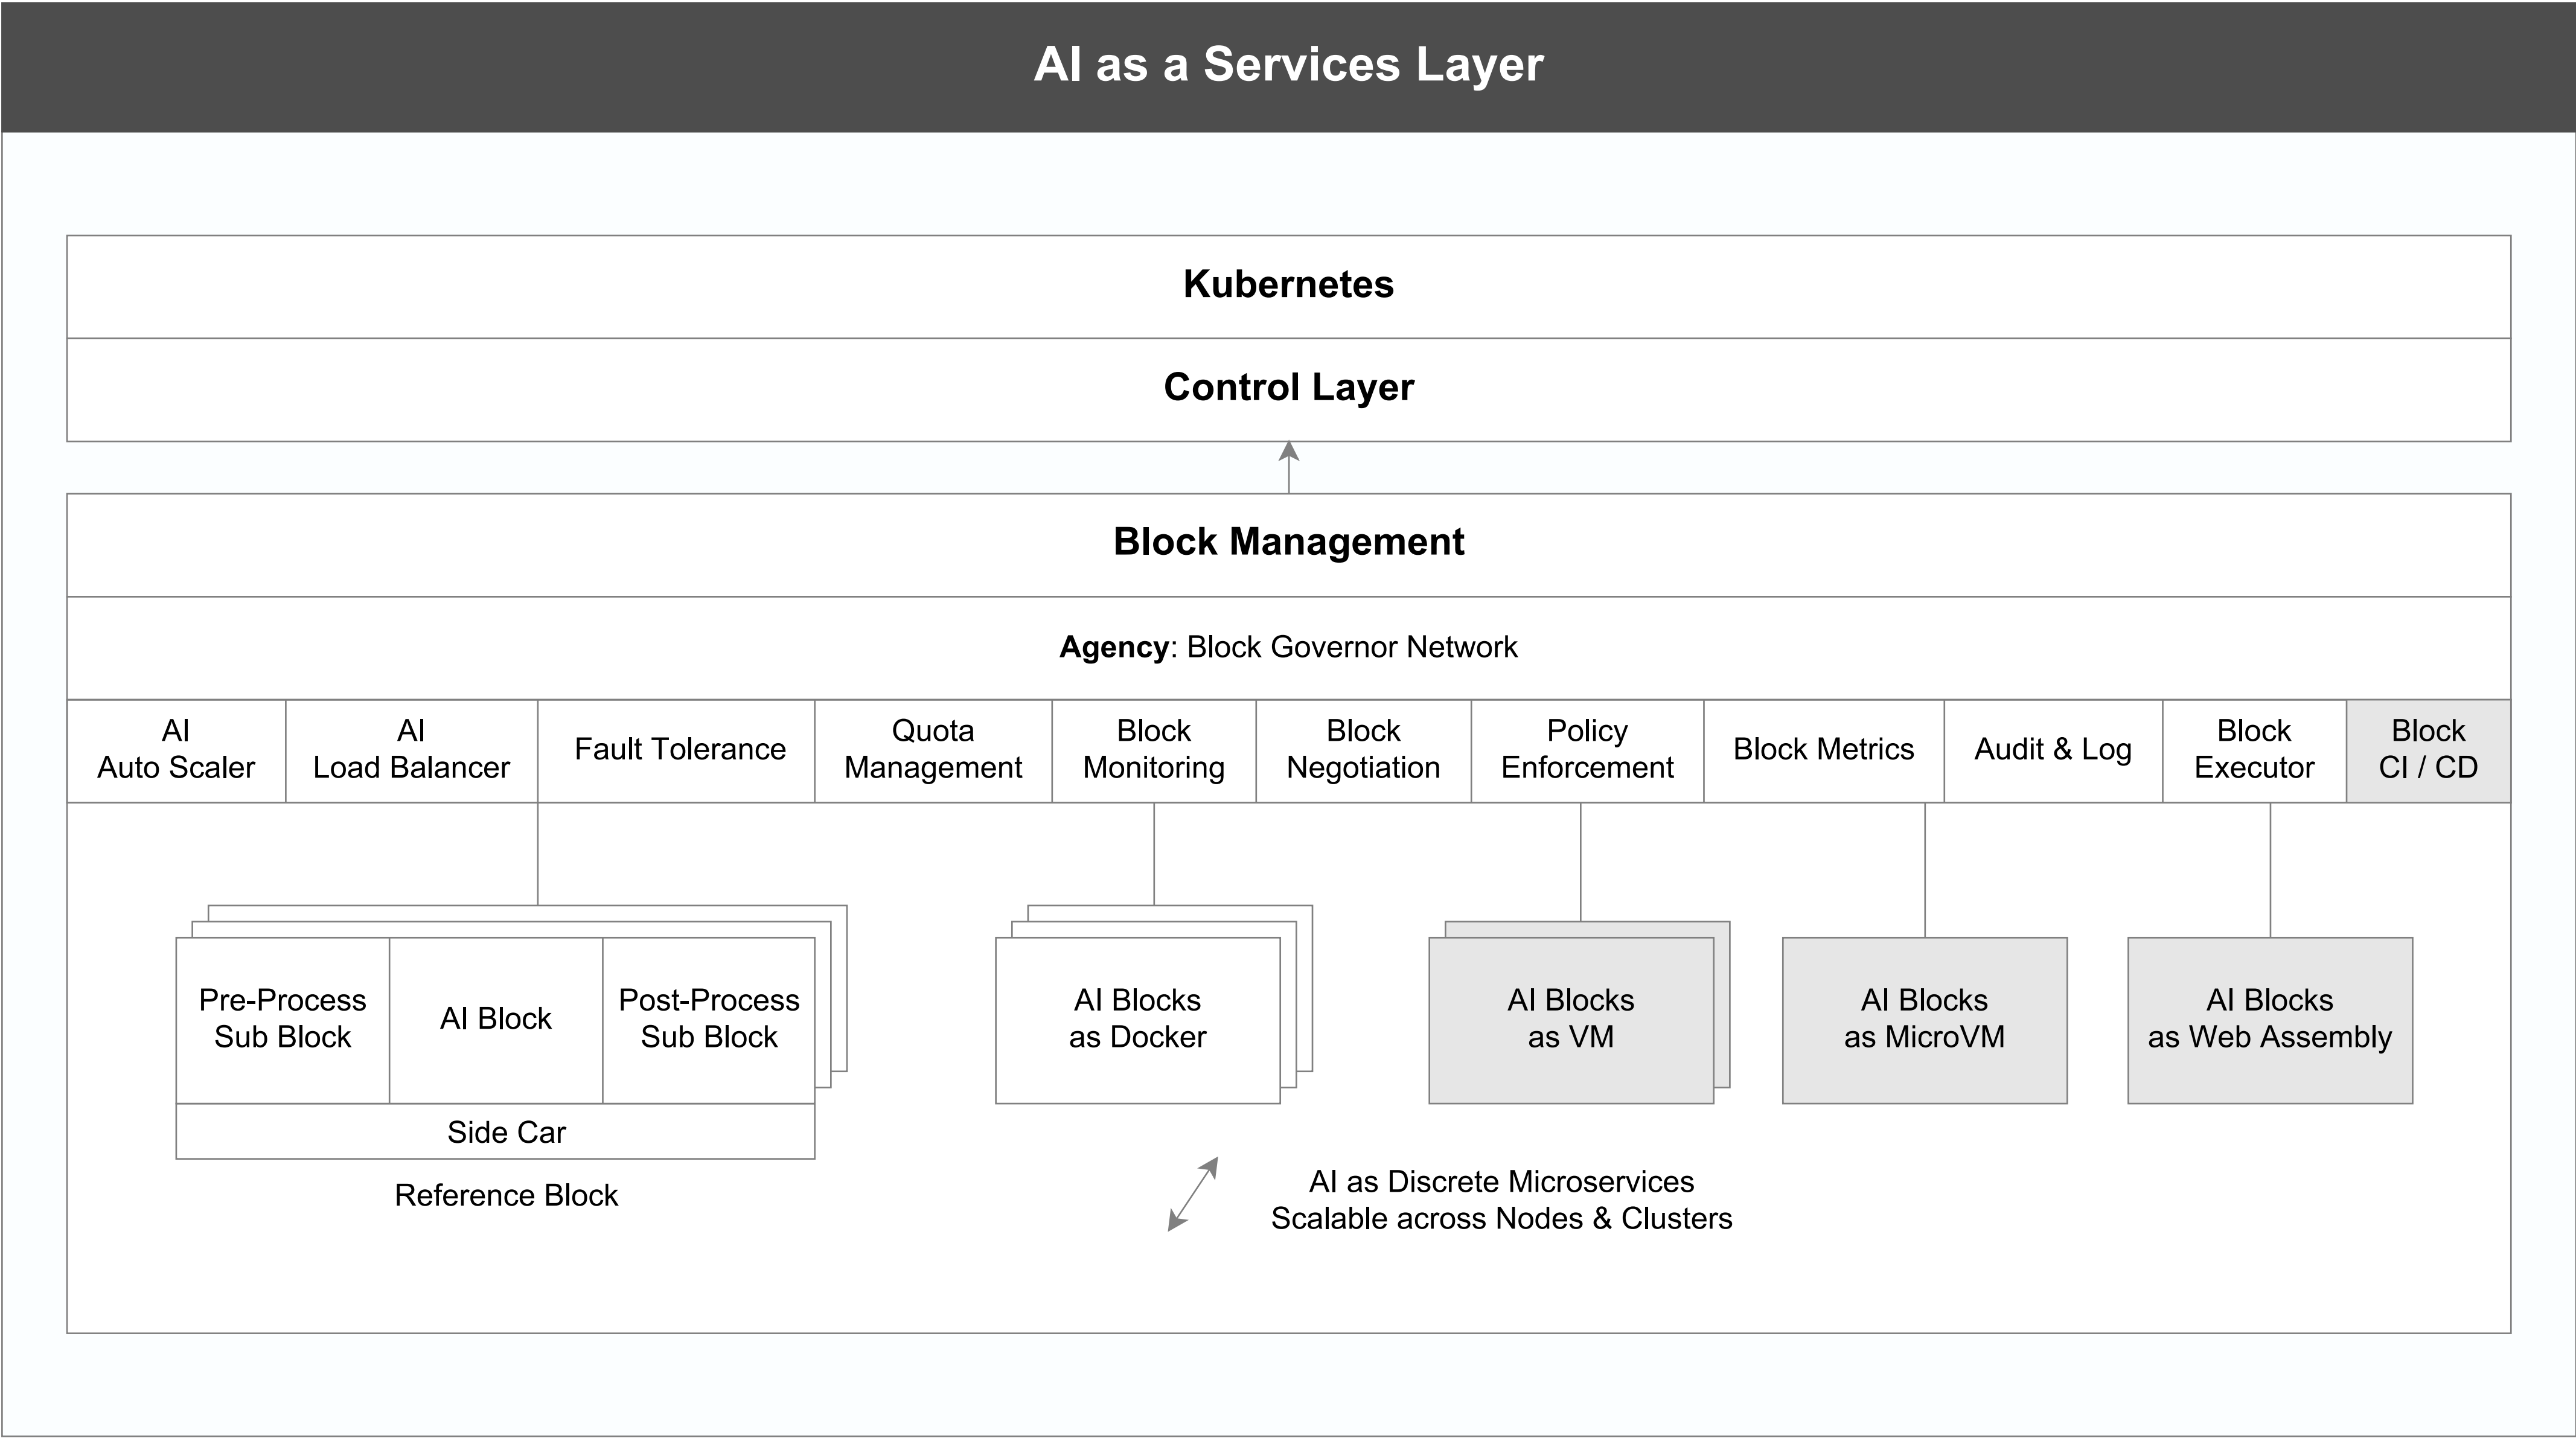 AI as a Services Layer
Kubernetes
Control Layer
Block Management
Agency: Block Governor Network
AI
Auto Scaler
AI
Load Balancer
Fault Tolerance
Quota
Management
Block
Monitoring
Block
Negotiation
Policy
Enforcement
Block Metrics
Audit & Log
Block
Executor
Block
CI / CD
Pre-Process
Sub Block
AI Block
Post-Process
Sub Block
Side Car
Reference Block
AI Blocks
as Docker
AI Blocks
as VM
AI Blocks
as MicroVM
AI Blocks
as Web Assembly
AI as Discrete Microservices
Scalable across Nodes & Clusters